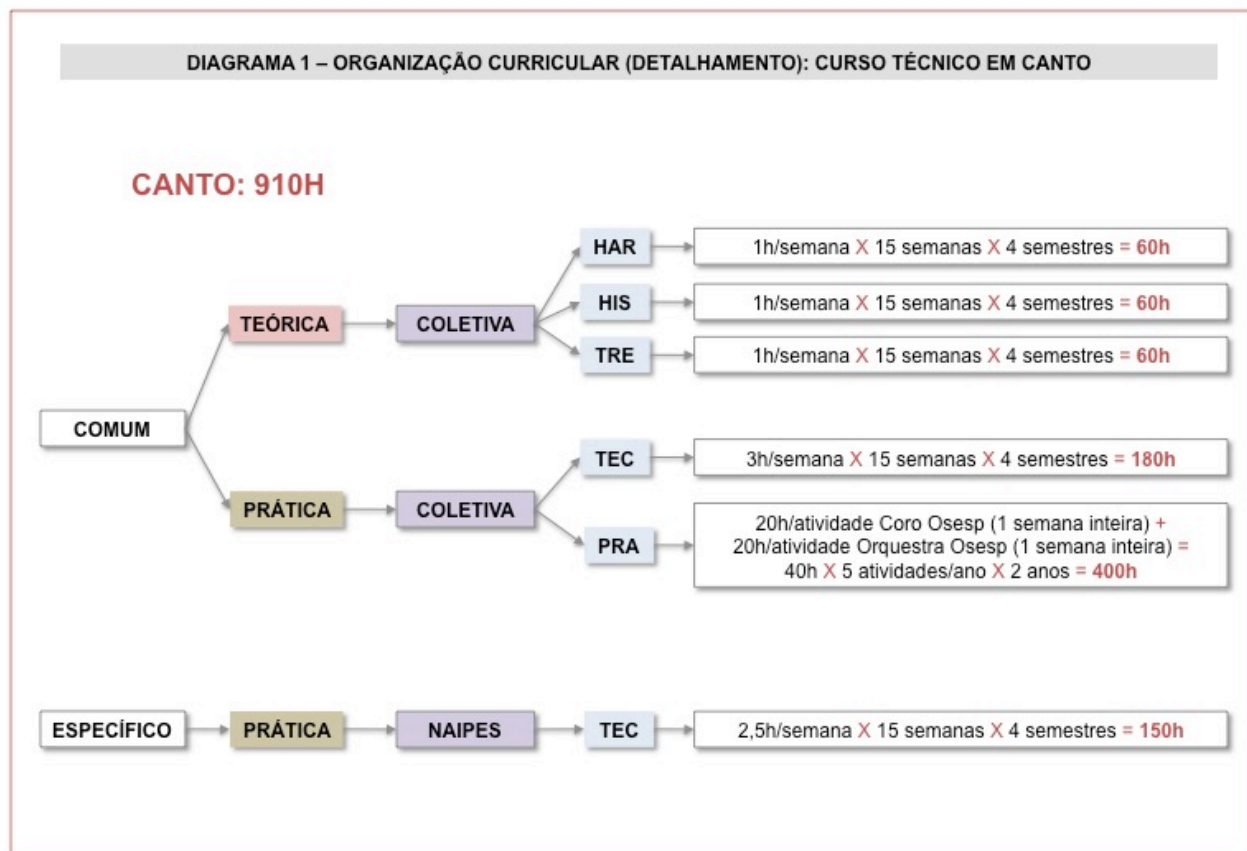 DIAGRAMA 1 – ORGANIZAÇÃO CURRICULAR (DETALHAMENTO): CURSO TÉCNICO EM CANTO
CANTO: 910H
COMUM
TEÓRICA
COLETIVA
HAR
1h/semana X 15 semanas X 4 semestres = 60h
HIS
1h/semana X 15 semanas X 4 semestres = 60h
TRE
1h/semana X 15 semanas X 4 semestres = 60h
PRÁTICA
COLETIVA
TEC
3h/semana X 15 semanas X 4 semestres = 180h
PRA
20h/atividade Coro Osesp (1 semana inteira) +
20h/atividade Orquestra Osesp (1 semana inteira) =
40h X 5 atividades/ano X 2 anos = 400h
ESPECÍFICO
PRÁTICA
NAIPES
TEC
2,5h/semana X 15 semanas X 4 semestres = 150h